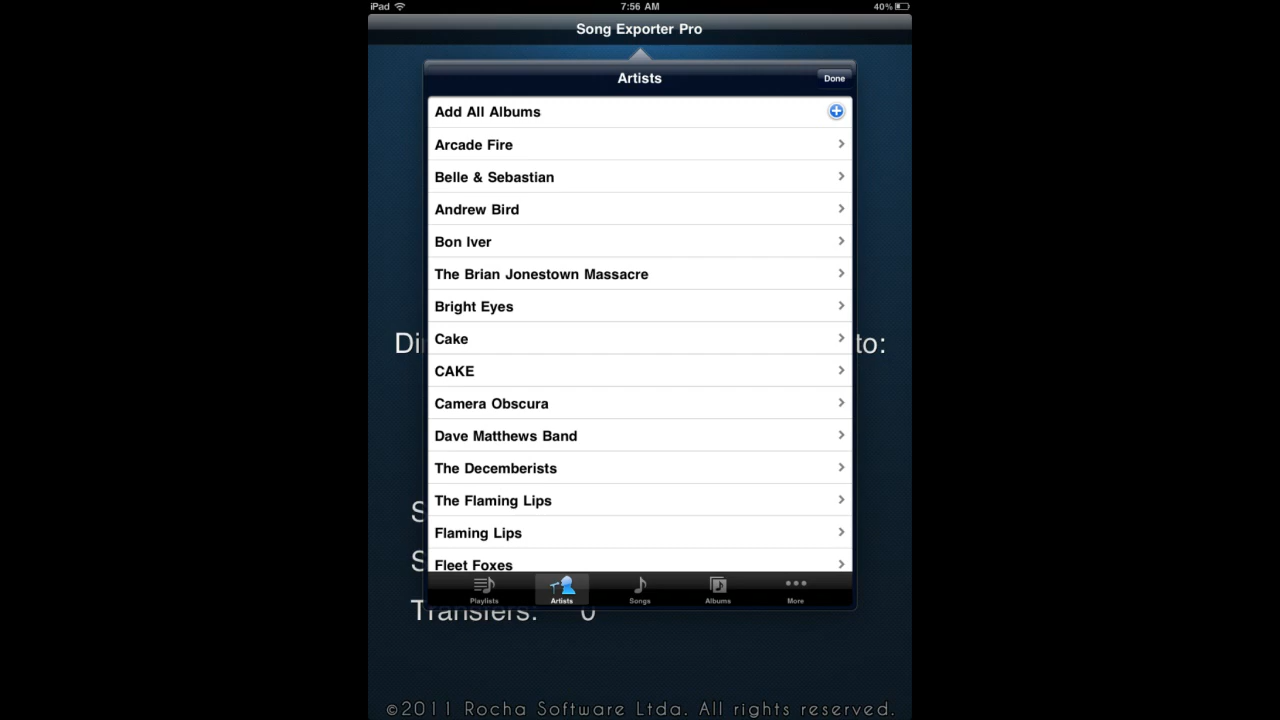 iPad 7:56 AM 40%
Song Exporter Pro
Artists Done
Add All Albums
Arcade Fire
Belle & Sebastian
Andrew Bird
Bon Iver
The Brian Jonestown Massacre
Bright Eyes
Di to:
Cake
CAKE
Camera Obscura
Dave Matthews Band
The Decemberists
The Flaming Lips
S
Flaming Lips
Fleet Foxes
S
Playlists Artists Songs Albums More
Transfers: 0
©2011 Rocha Software Ltda. All rights reserved.